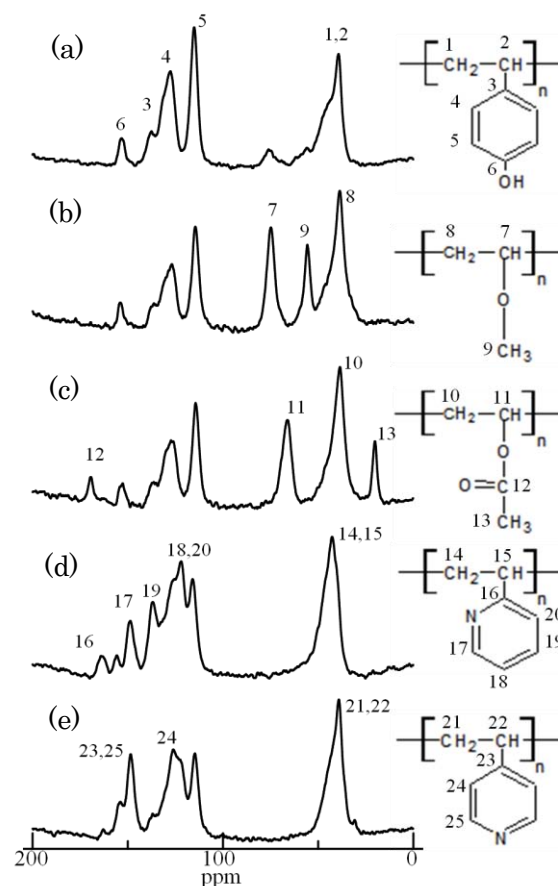 (a)
6
3
4
5
1,2
1
2
CH₂
CH
n
3
4
5
6
OH
(b)
7
9
8
8
7
CH₂
CH
n
O
9
CH₃
(c)
12
11
10
13
10
11
CH₂
CH
n
O
O
12
13
CH₃
(d)
16
17
19
18,20
14,15
14
15
CH₂
CH
n
16
N
20
17
19
18
(e)
23,25
24
21,22
21
22
CH₂
CH
n
23
24
25
N
200
100
0
ppm